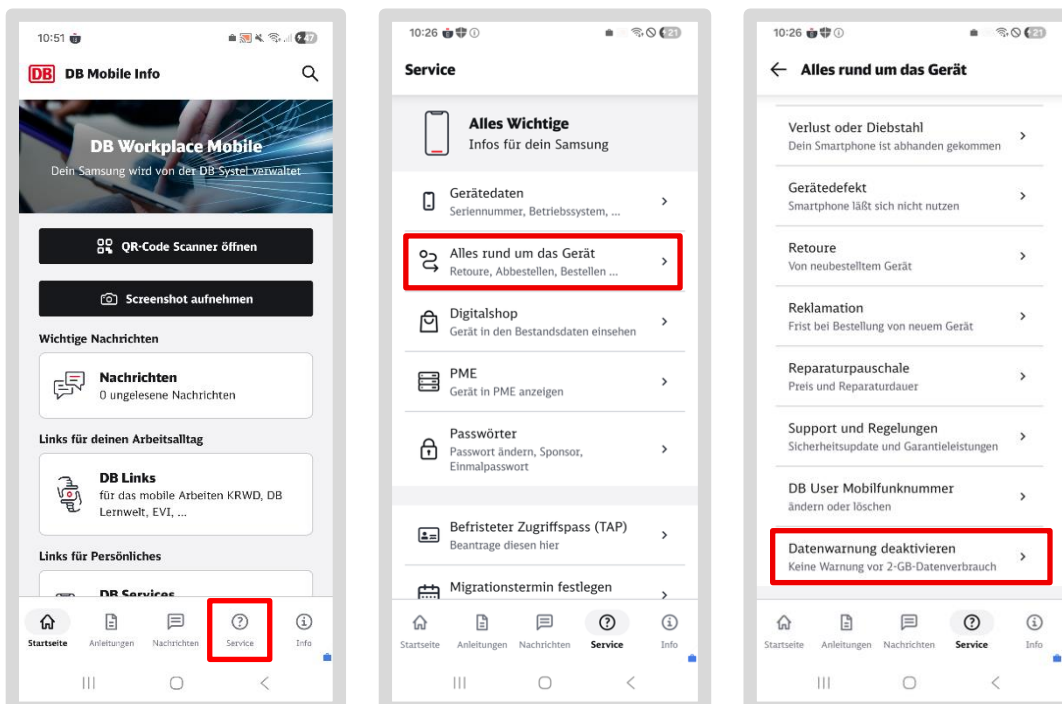 10:51
27
DB DB Mobile Info
DB Workplace Mobile
Dein Samsung wird von der DB Systel verwaltet
QR-Code Scanner öffnen
Screenshot aufnehmen
Wichtige Nachrichten
Nachrichten
0 ungelesene Nachrichten
Links für deinen Arbeitsalltag
DB Links
für das mobile Arbeiten KRWD, DB
Lernwelt, EVI, ...
Links für Persönliches
DB Services
Startseite Anleitungen Nachrichten Service Info
10:26
21
Service
Alles Wichtige
Infos für dein Samsung
Gerätedaten
Seriennummer, Betriebssystem, ...
Alles rund um das Gerät
Retoure, Abbestellen, Bestellen ...
Digitalshop
Gerät in den Bestandsdaten einsehen
PME
Gerät in PME anzeigen
Passwörter
Passwort ändern, Sponsor,
Einmalpasswort
Befristeter Zugriffspass (TAP)
Beantrage diesen hier
Migrationstermin festlegen
Startseite Anleitungen Nachrichten Service Info
10:26
21
Alles rund um das Gerät
Verlust oder Diebstahl
Dein Smartphone ist abhanden gekommen
Gerätedefekt
Smartphone läßt sich nicht nutzen
Retoure
Von neubestelltem Gerät
Reklamation
Frist bei Bestellung von neuem Gerät
Reparaturpauschale
Preis und Reparaturdauer
Support und Regelungen
Sicherheitsupdate und Garantieleistungen
DB User Mobilfunknummer
ändern oder löschen
Datenwarnung deaktivieren
Keine Warnung vor 2-GB-Datenverbrauch
Startseite Anleitungen Nachrichten Service Info